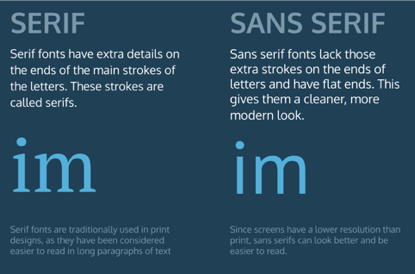 SERIF
Serif fonts have extra details on
the ends of the main strokes of
the letters. These strokes are
called serifs.
im
Serif fonts are traditionally used in print
designs, as they have been considered
easier to read in long paragraphs of text
SANS SERIF
Sans serif fonts lack those
extra strokes on the ends of
letters and have flat ends. This
gives them a cleaner, more
modern look.
im
Since screens have a lower resolution than
print, sans serifs can look better and be
easier to read.